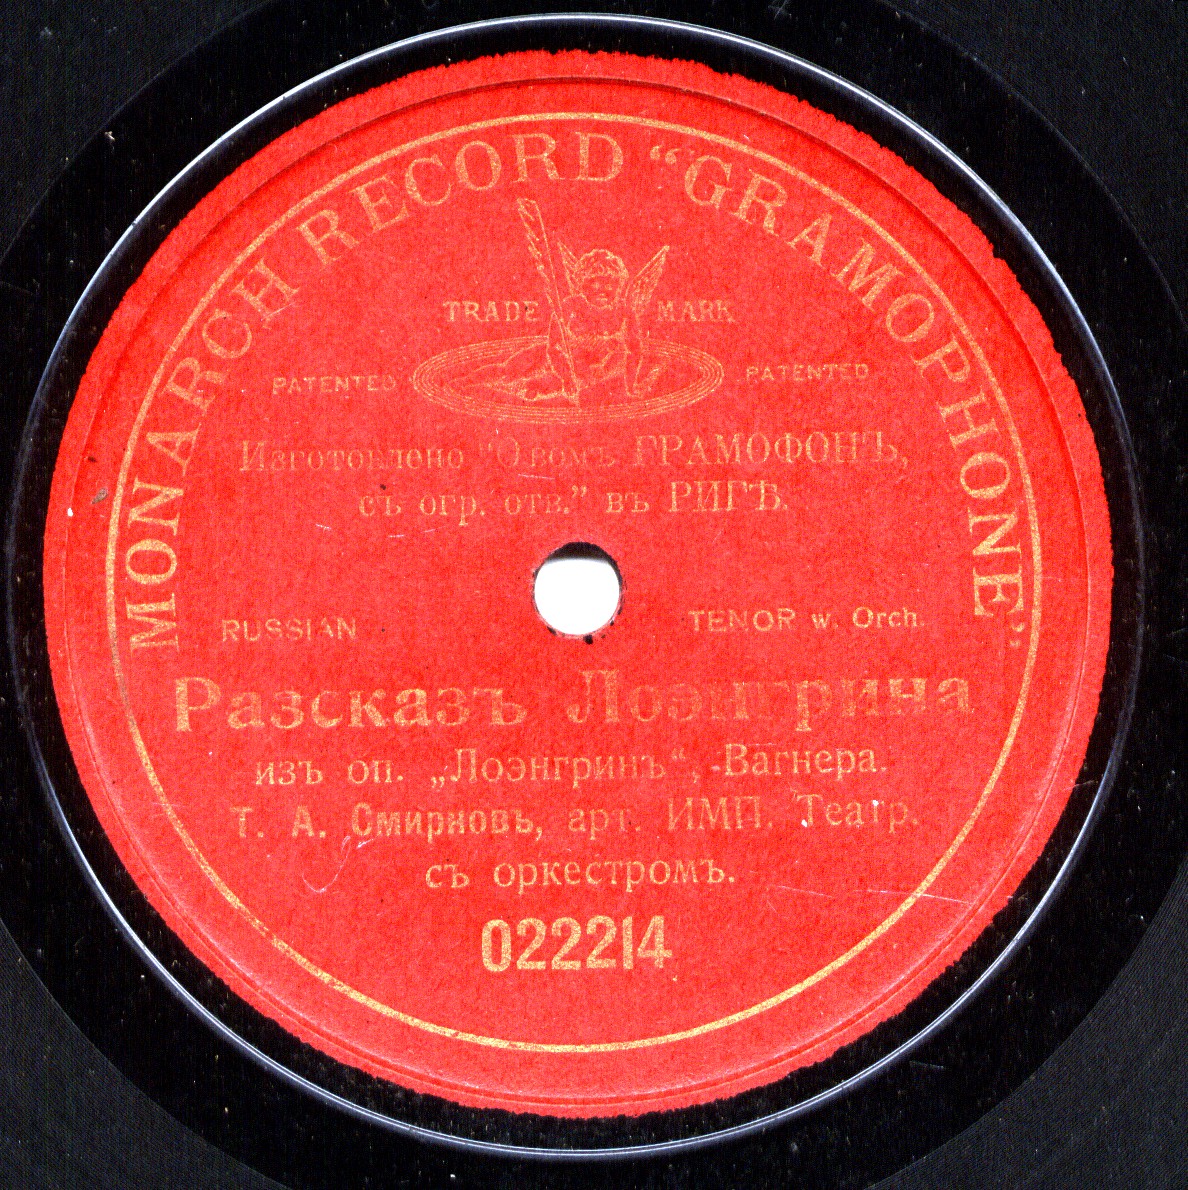 MONARCH RECORD "GRAMOPHONE"
TRADE MARK
PATENTED PATENTED
Изготовлено "О-вомъ ГРАМОФОНЪ,
съ огр. отв." въ РИГѢ.
RUSSIAN TENOR w. Orch.
Разсказъ Лоэнгрина
изъ оп. „Лоэнгринъ“, -Вагнера.
Т. А. Смирновъ, арт. ИМП. Театр.
съ оркестромъ.
022214